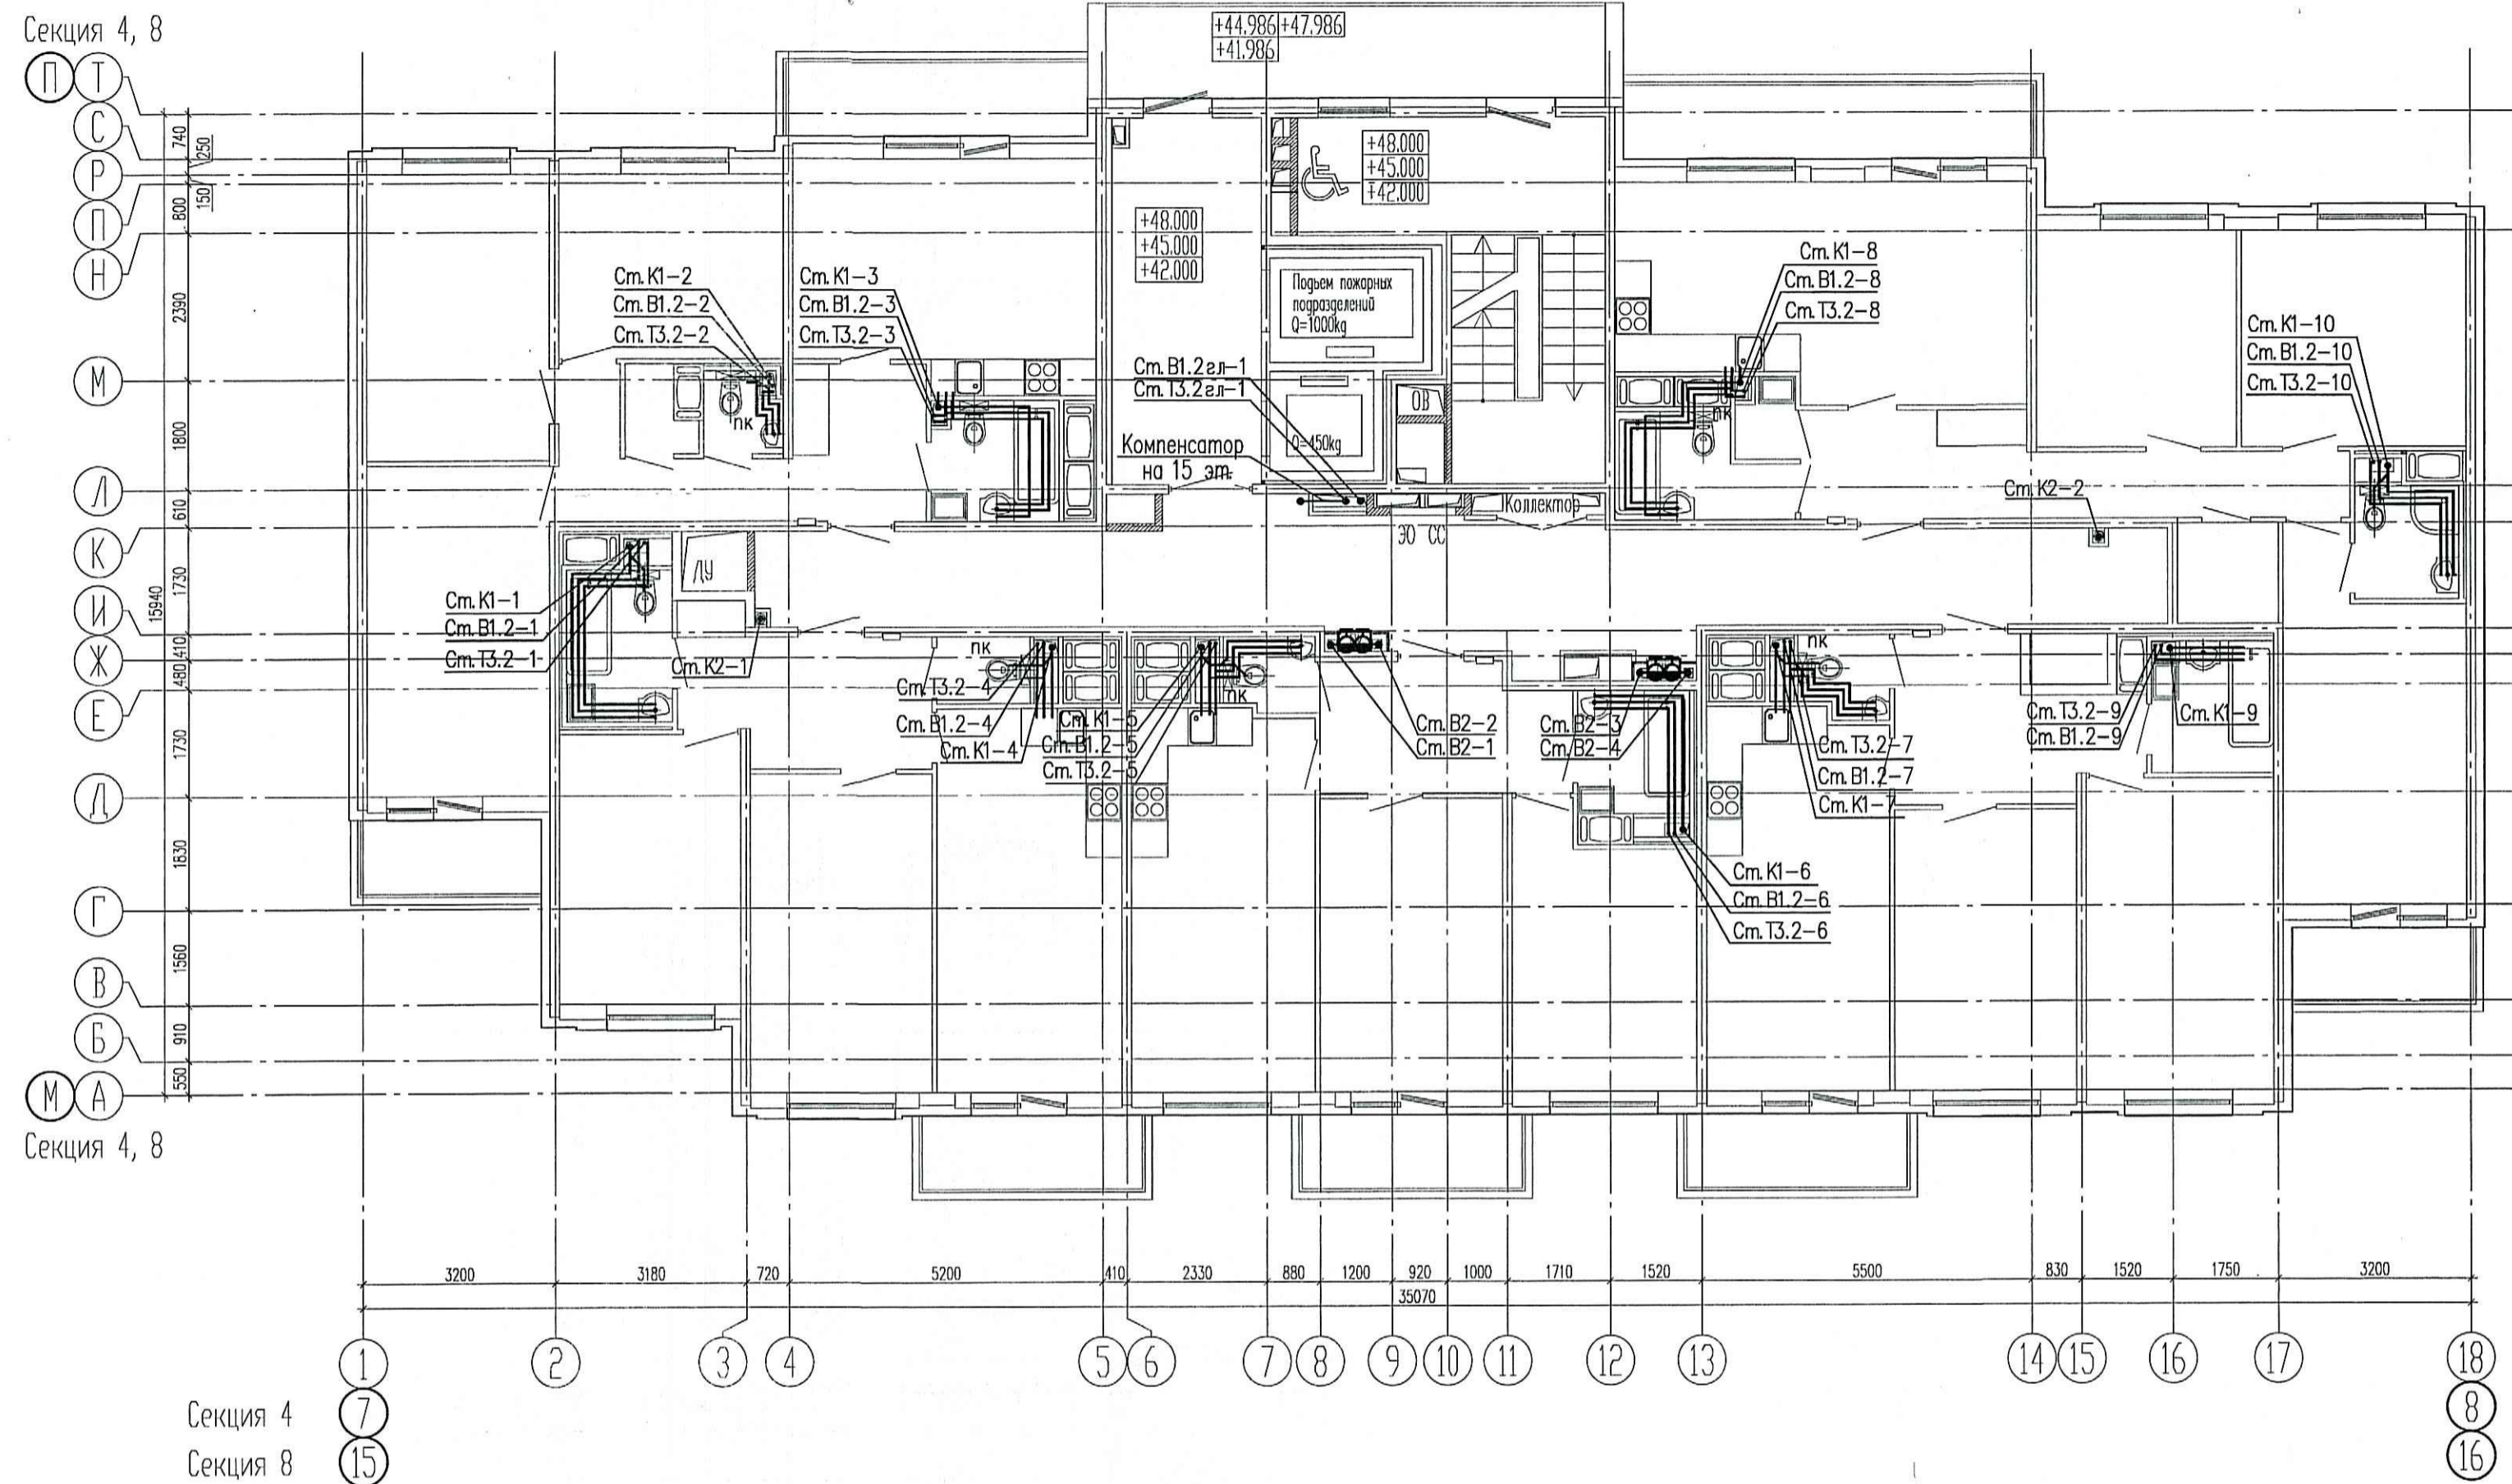 Секция 4, 8
П
Т
С
Р
П
Н
М
Л
К
И
Ж
Е
Д
Г
В
Б
М
А
Секция 4, 8
740
250
150
800
2390
1800
610
1730
15940
410
4890
1730
1830
1560
910
550
+44.986 +47.986
+41.986
+48.000
+45.000
+42.000
+48.000
+45.000
+42.000
Подъем пожарных
подразделений
Q=1000kg
Q=450kg
ОВ
Ст. К1-2
Ст. В1.2-2
Ст. Т3.2-2
пк
Ст. К1-3
Ст. В1.2-3
Ст. Т3.2-3
Ст. В1.2гл-1
Ст. Т3.2гл-1
Компенсатор
на 15 эт.
Коллектор
ЭО СС
Ст. К1-8
Ст. В1.2-8
Ст. Т3.2-8
пк
Ст. К1-10
Ст. В1.2-10
Ст. Т3.2-10
Ст. К2-2
Ст. К1-1
Ст. В1.2-1
Ст. Т3.2-1
ДУ
Ст. К2-1
пк
Ст. Т3.2-4
Ст. В1.2-4
Ст. К1-4
Ст. К1-5
Ст. В1.2-5
Ст. Т3.2-5
пк
Ст. В2-2
Ст. В2-1
Ст. В2-3
Ст. В2-4
Ст. К1-6
Ст. В1.2-6
Ст. Т3.2-6
пк
Ст. Т3.2-7
Ст. В1.2-7
Ст. К1-7
Ст. Т3.2-9
Ст. В1.2-9
Ст. К1-9
3200 3180 720 5200 410 2330 880 1200 920 1000 1710 1520 5500 830 1520 1750 3200
35070
1 2 3 4 5 6 7 8 9 10 11 12 13 14 15 16 17 18
Секция 4 7 8
Секция 8 15 16